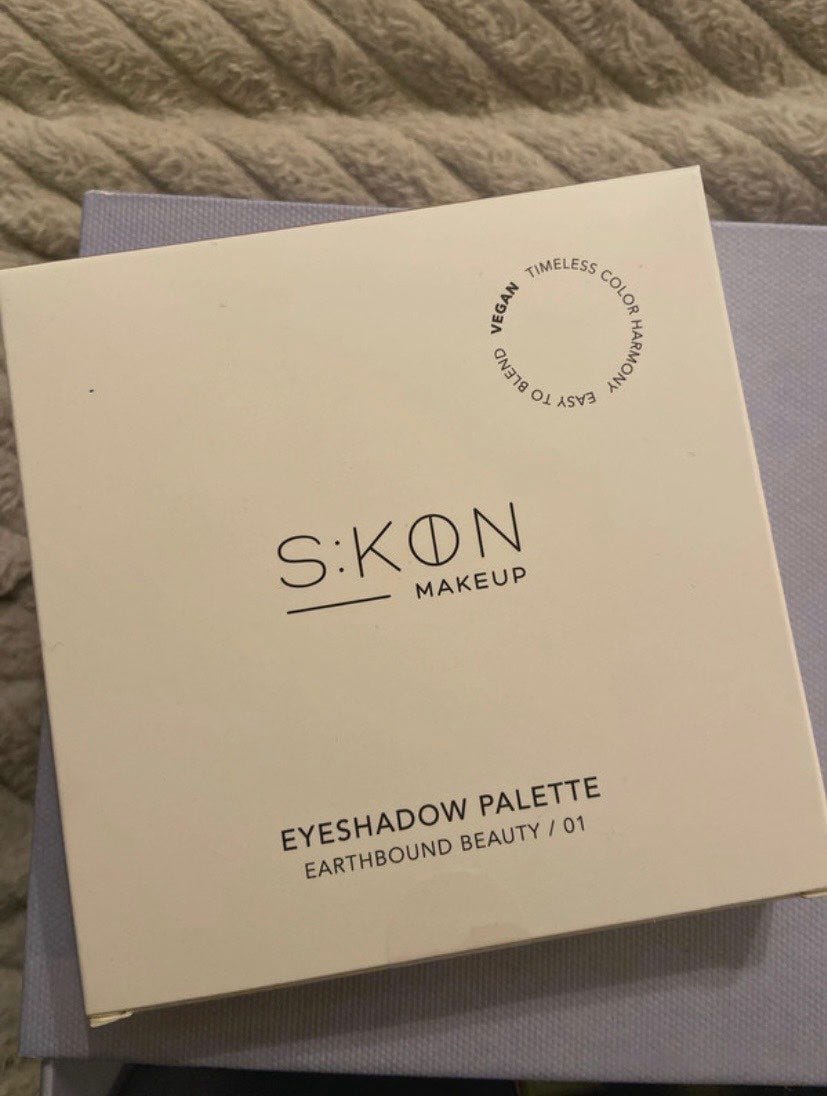 VEGAN TIMELESS COLOR HARMONY EASY TO BLEND
S:KON
MAKEUP
EYESHADOW PALETTE
EARTHBOUND BEAUTY / 01